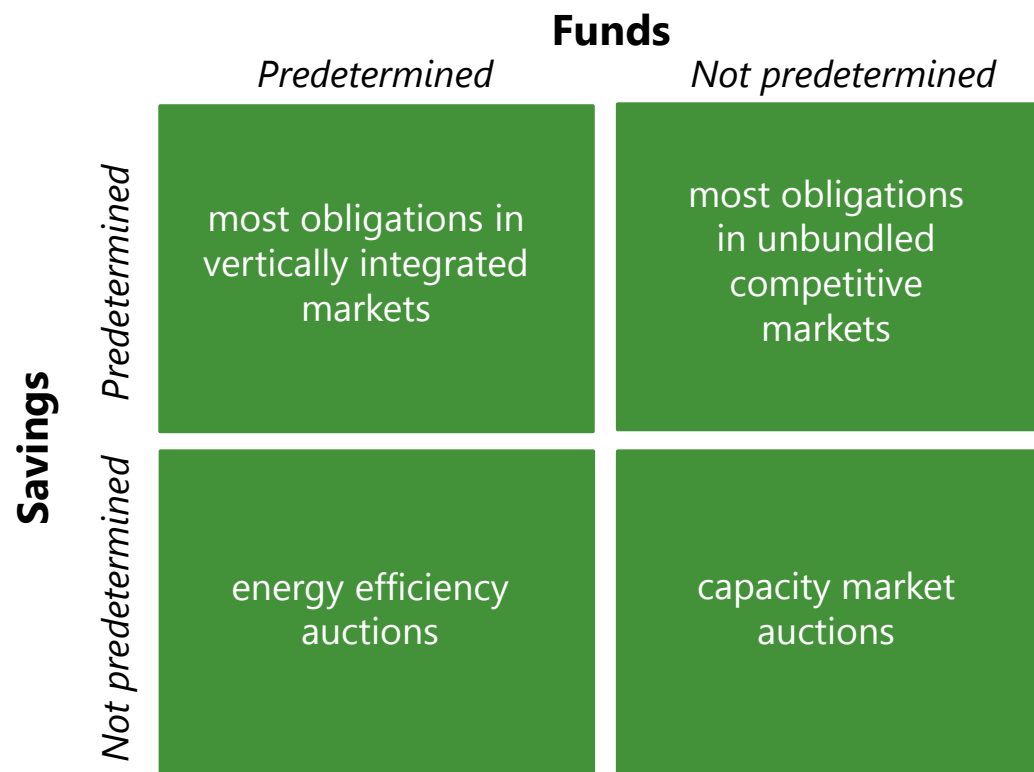 Funds
Predetermined
Not predetermined
Savings
Predetermined
most obligations in
vertically integrated
markets
most obligations
in unbundled
competitive
markets
Not predetermined
energy efficiency
auctions
capacity market
auctions